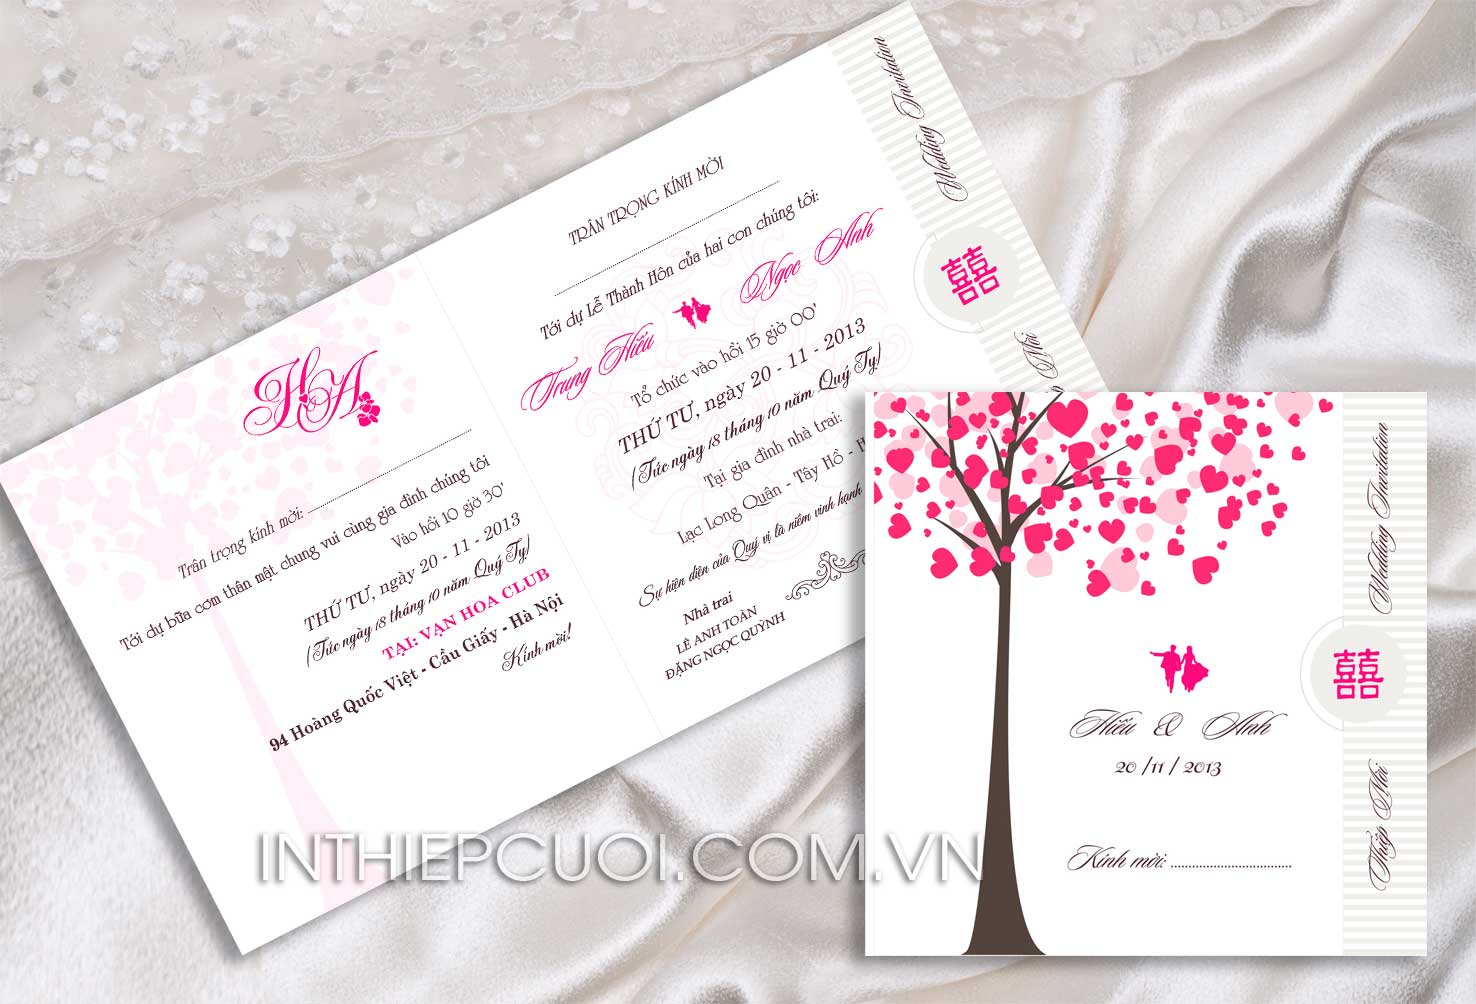 H A
Trân trọng kính mời:
Tới dự bữa cơm thân mật chung vui cùng gia đình chúng tôi
Vào hồi 10 giờ 30'
THỨ TƯ, ngày 20 - 11 - 2013
(Tức ngày 18 tháng 10 năm Quý Tỵ)
TẠI: VẠN HOA CLUB
94 Hoàng Quốc Việt - Cầu Giấy - Hà Nội
Kính mời!
TRÂN TRỌNG KÍNH MỜI
Tới dự Lễ Thành Hôn của hai con chúng tôi:
Trung Hiếu Ngọc Anh
Tổ chức vào hồi 15 giờ 00'
THỨ TƯ, ngày 20 - 11 - 2013
(Tức ngày 18 tháng 10 năm Quý Tỵ)
Tại gia đình nhà trai:
Lạc Long Quân - Tây Hồ - H
Sự hiện diện của Quý vị là niềm vinh hạnh
Nhà trai
LÊ ANH TOÀN
ĐẶNG NGỌC QUỲNH
Wedding Invitation
囍
Mời
Hiếu & Anh
20 /11 / 2013
Kính mời:
Wedding Invitation
囍
Thiếp Mời
INTHIEPCUOI.COM.VN